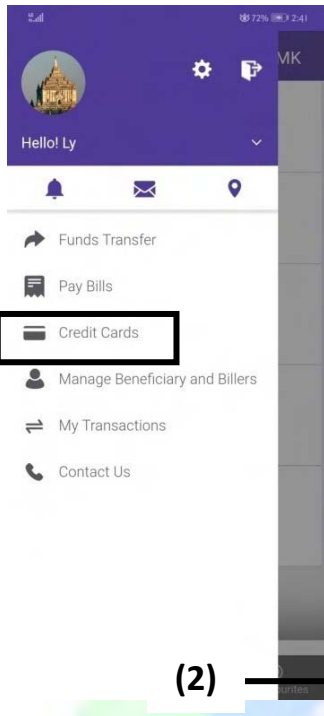 72% 2:41
MK
Hello! Ly
Funds Transfer
Pay Bills
Credit Cards
Manage Beneficiary and Billers
My Transactions
Contact Us
(2)